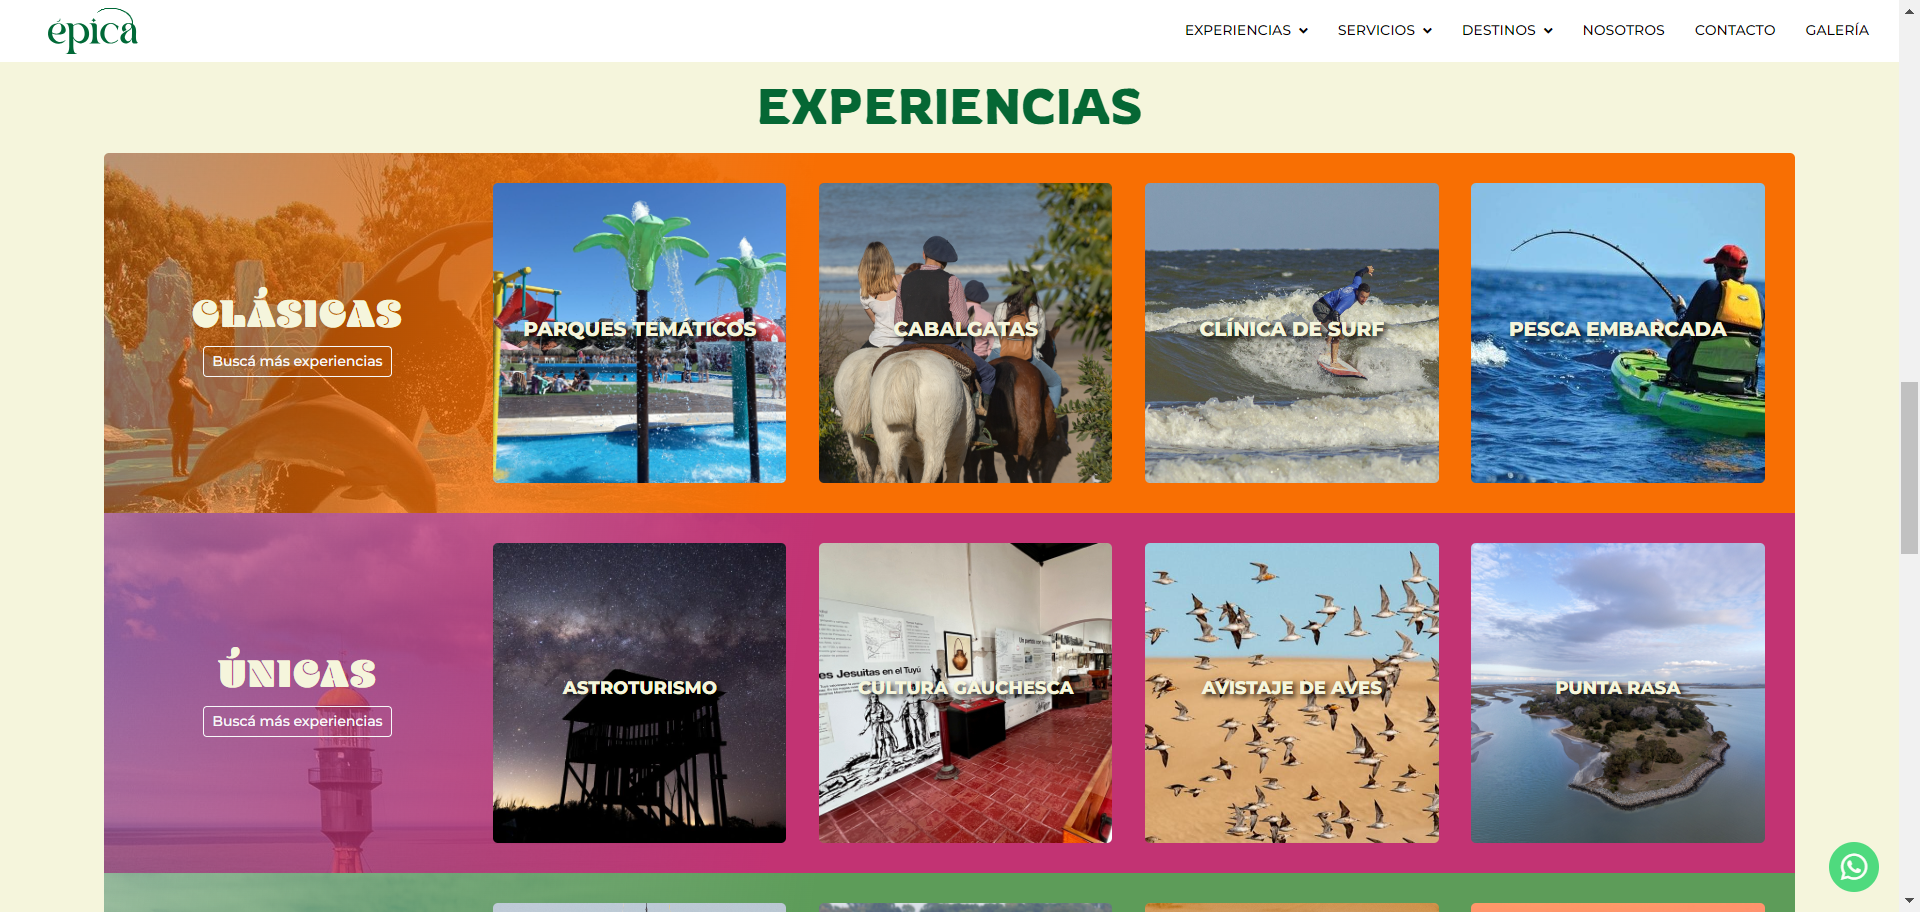 épica
EXPERIENCIAS
SERVICIOS
DESTINOS
NOSOTROS
CONTACTO
GALERÍA
EXPERIENCIAS
CLÁSICAS
Buscá más experiencias
PARQUES TEMÁTICOS
CABALGATAS
CLÍNICA DE SURF
PESCA EMBARCADA
ÚNICAS
Buscá más experiencias
ASTROTURISMO
es Jesuitas en el Tuyú
CULTURA GAUCHESCA
AVISTAJE DE AVES
PUNTA RASA